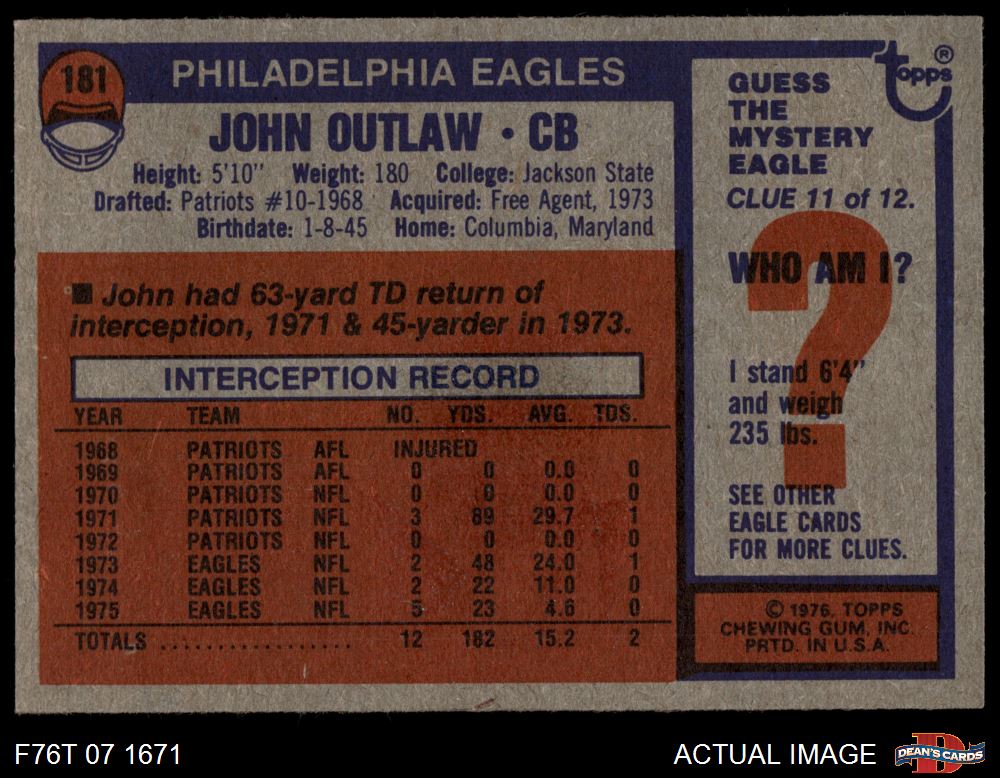 181
PHILADELPHIA EAGLES
JOHN OUTLAW • CB
Height: 5'10" Weight: 180 College: Jackson State
Drafted: Patriots #10-1968 Acquired: Free Agent, 1973
Birthdate: 1-8-45 Home: Columbia, Maryland
■ John had 63-yard TD return of
interception, 1971 & 45-yarder in 1973.
INTERCEPTION RECORD
YEAR TEAM NO. YDS. AVG. TDS.
1968 PATRIOTS AFL INJURED
1969 PATRIOTS AFL 0 0 0.0 0
1970 PATRIOTS NFL 0 0 0.0 0
1971 PATRIOTS NFL 3 89 29.7 1
1972 PATRIOTS NFL 0 0 0.0 0
1973 EAGLES NFL 2 48 24.0 1
1974 EAGLES NFL 2 22 11.0 0
1975 EAGLES NFL 5 23 4.6 0
TOTALS .................. 12 182 15.2 2
topps ®
GUESS
THE
MYSTERY
EAGLE
CLUE 11 of 12.
WHO AM I?
I stand 6'4"
and weigh
235 lbs.
SEE OTHER
EAGLE CARDS
FOR MORE CLUES.
© 1976, TOPPS
CHEWING GUM, INC.
PRTD. IN U.S.A.
F76T 07 1671
ACTUAL IMAGE
DEAN'S CARDS